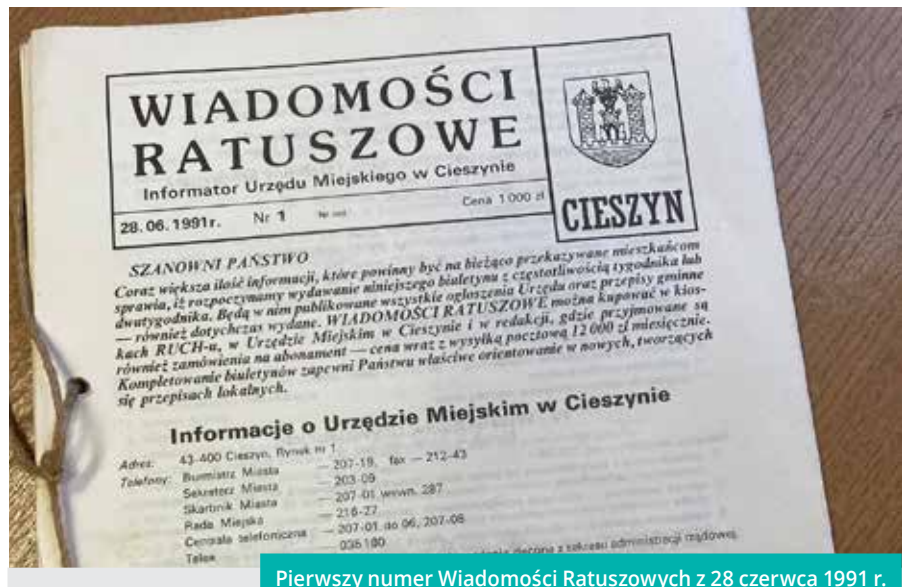 WIADOMOŚCI
RATUSZOWE
Informator Urzędu Miejskiego w Cieszynie
28.06.1991r. Nr 1
Cena 1000 zł
CIESZYN
SZANOWNI PAŃSTWO
Coraz większa ilość informacji, które powinny być na bieżąco przekazywane mieszkańcom
sprawia, iż rozpoczynamy wydawanie niniejszego biuletynu z częstotliwością tygodnika lub
dwutygodnika. Będą w nim publikowane wszystkie ogłoszenia Urzędu oraz przepisy gminne
— również dotychczas wydane. WIADOMOŚCI RATUSZOWE można kupować w kios-
kach RUCH-u, w Urzędzie Miejskim w Cieszynie i w redakcji, gdzie przyjmowane są
również zamówienia na abonament — cena wraz z wysyłką pocztową 12 000 zł miesięcznie.
Kompletowanie biuletynów zapewni Państwu właściwe orientowanie w nowych, tworzących
się przepisach lokalnych.
Informacje o Urzędzie Miejskim w Cieszynie
Adres: 43-400 Cieszyn, Rynek nr 1
Telefony: Burmistrz Miasta — 207-19, fax — 212-43
Sekretarz Miasta — 203-09
Skarbnik Miasta — 207-01 wewn. 287
Rada Miejska — 216-27
Centrala telefoniczna — 207-01 do 06, 207-08
Telex — 035180
zlecona z zakresu administracji rządowej,
Pierwszy numer Wiadomości Ratuszowych z 28 czerwca 1991 r.